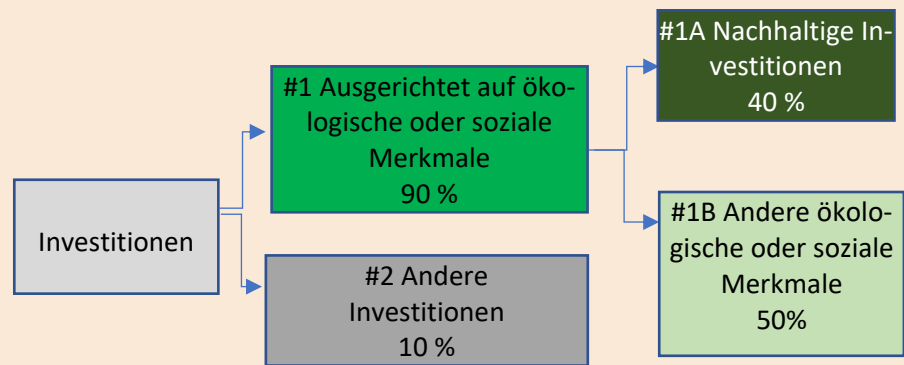 Investitionen
#1 Ausgerichtet auf öko-
logische oder soziale
Merkmale
90 %
#2 Andere
Investitionen
10 %
#1A Nachhaltige In-
vestitionen
40 %
#1B Andere ökolo-
gische oder soziale
Merkmale
50%